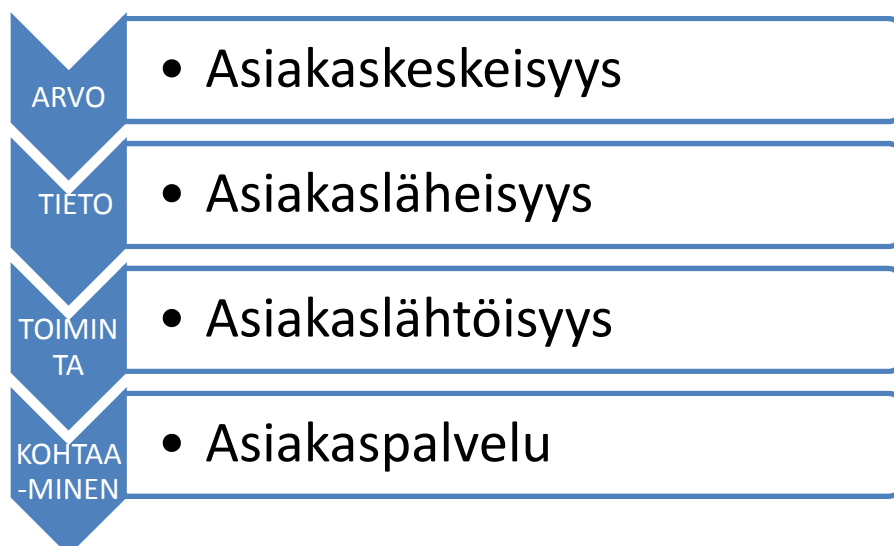 ARVO
• Asiakaskeskeisyys
TIETO
• Asiakasläheisyys
TOIMIN
TA
• Asiakaslähtöisyys
KOHTAA
-MINEN
• Asiakaspalvelu